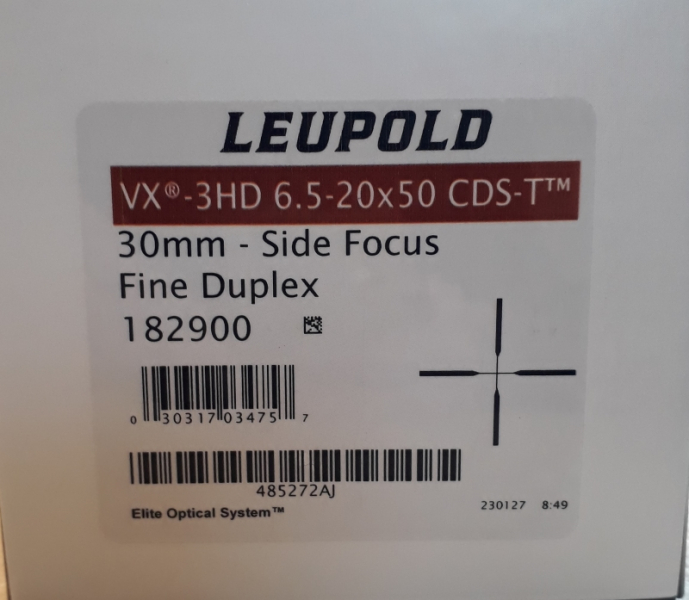 LEUPOLD
VX®-3HD 6.5-20x50 CDS-T™
30mm - Side Focus
Fine Duplex
182900
0 30317 03475 7
485272AJ
Elite Optical System™
230127 8:49